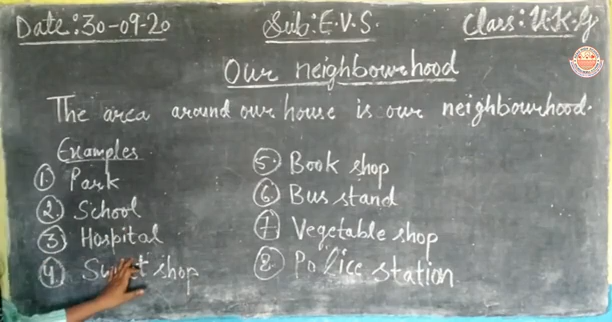 Date: 30-09-20 Sub: E.V.S. Class: U.K.G
Our neighbourhood
The area around our house is our neighbourhood.
Examples
1. Park
2. School
3. Hospital
4. Sweet shop
5. Book shop
6. Bus stand
7. Vegetable shop
8. Police station